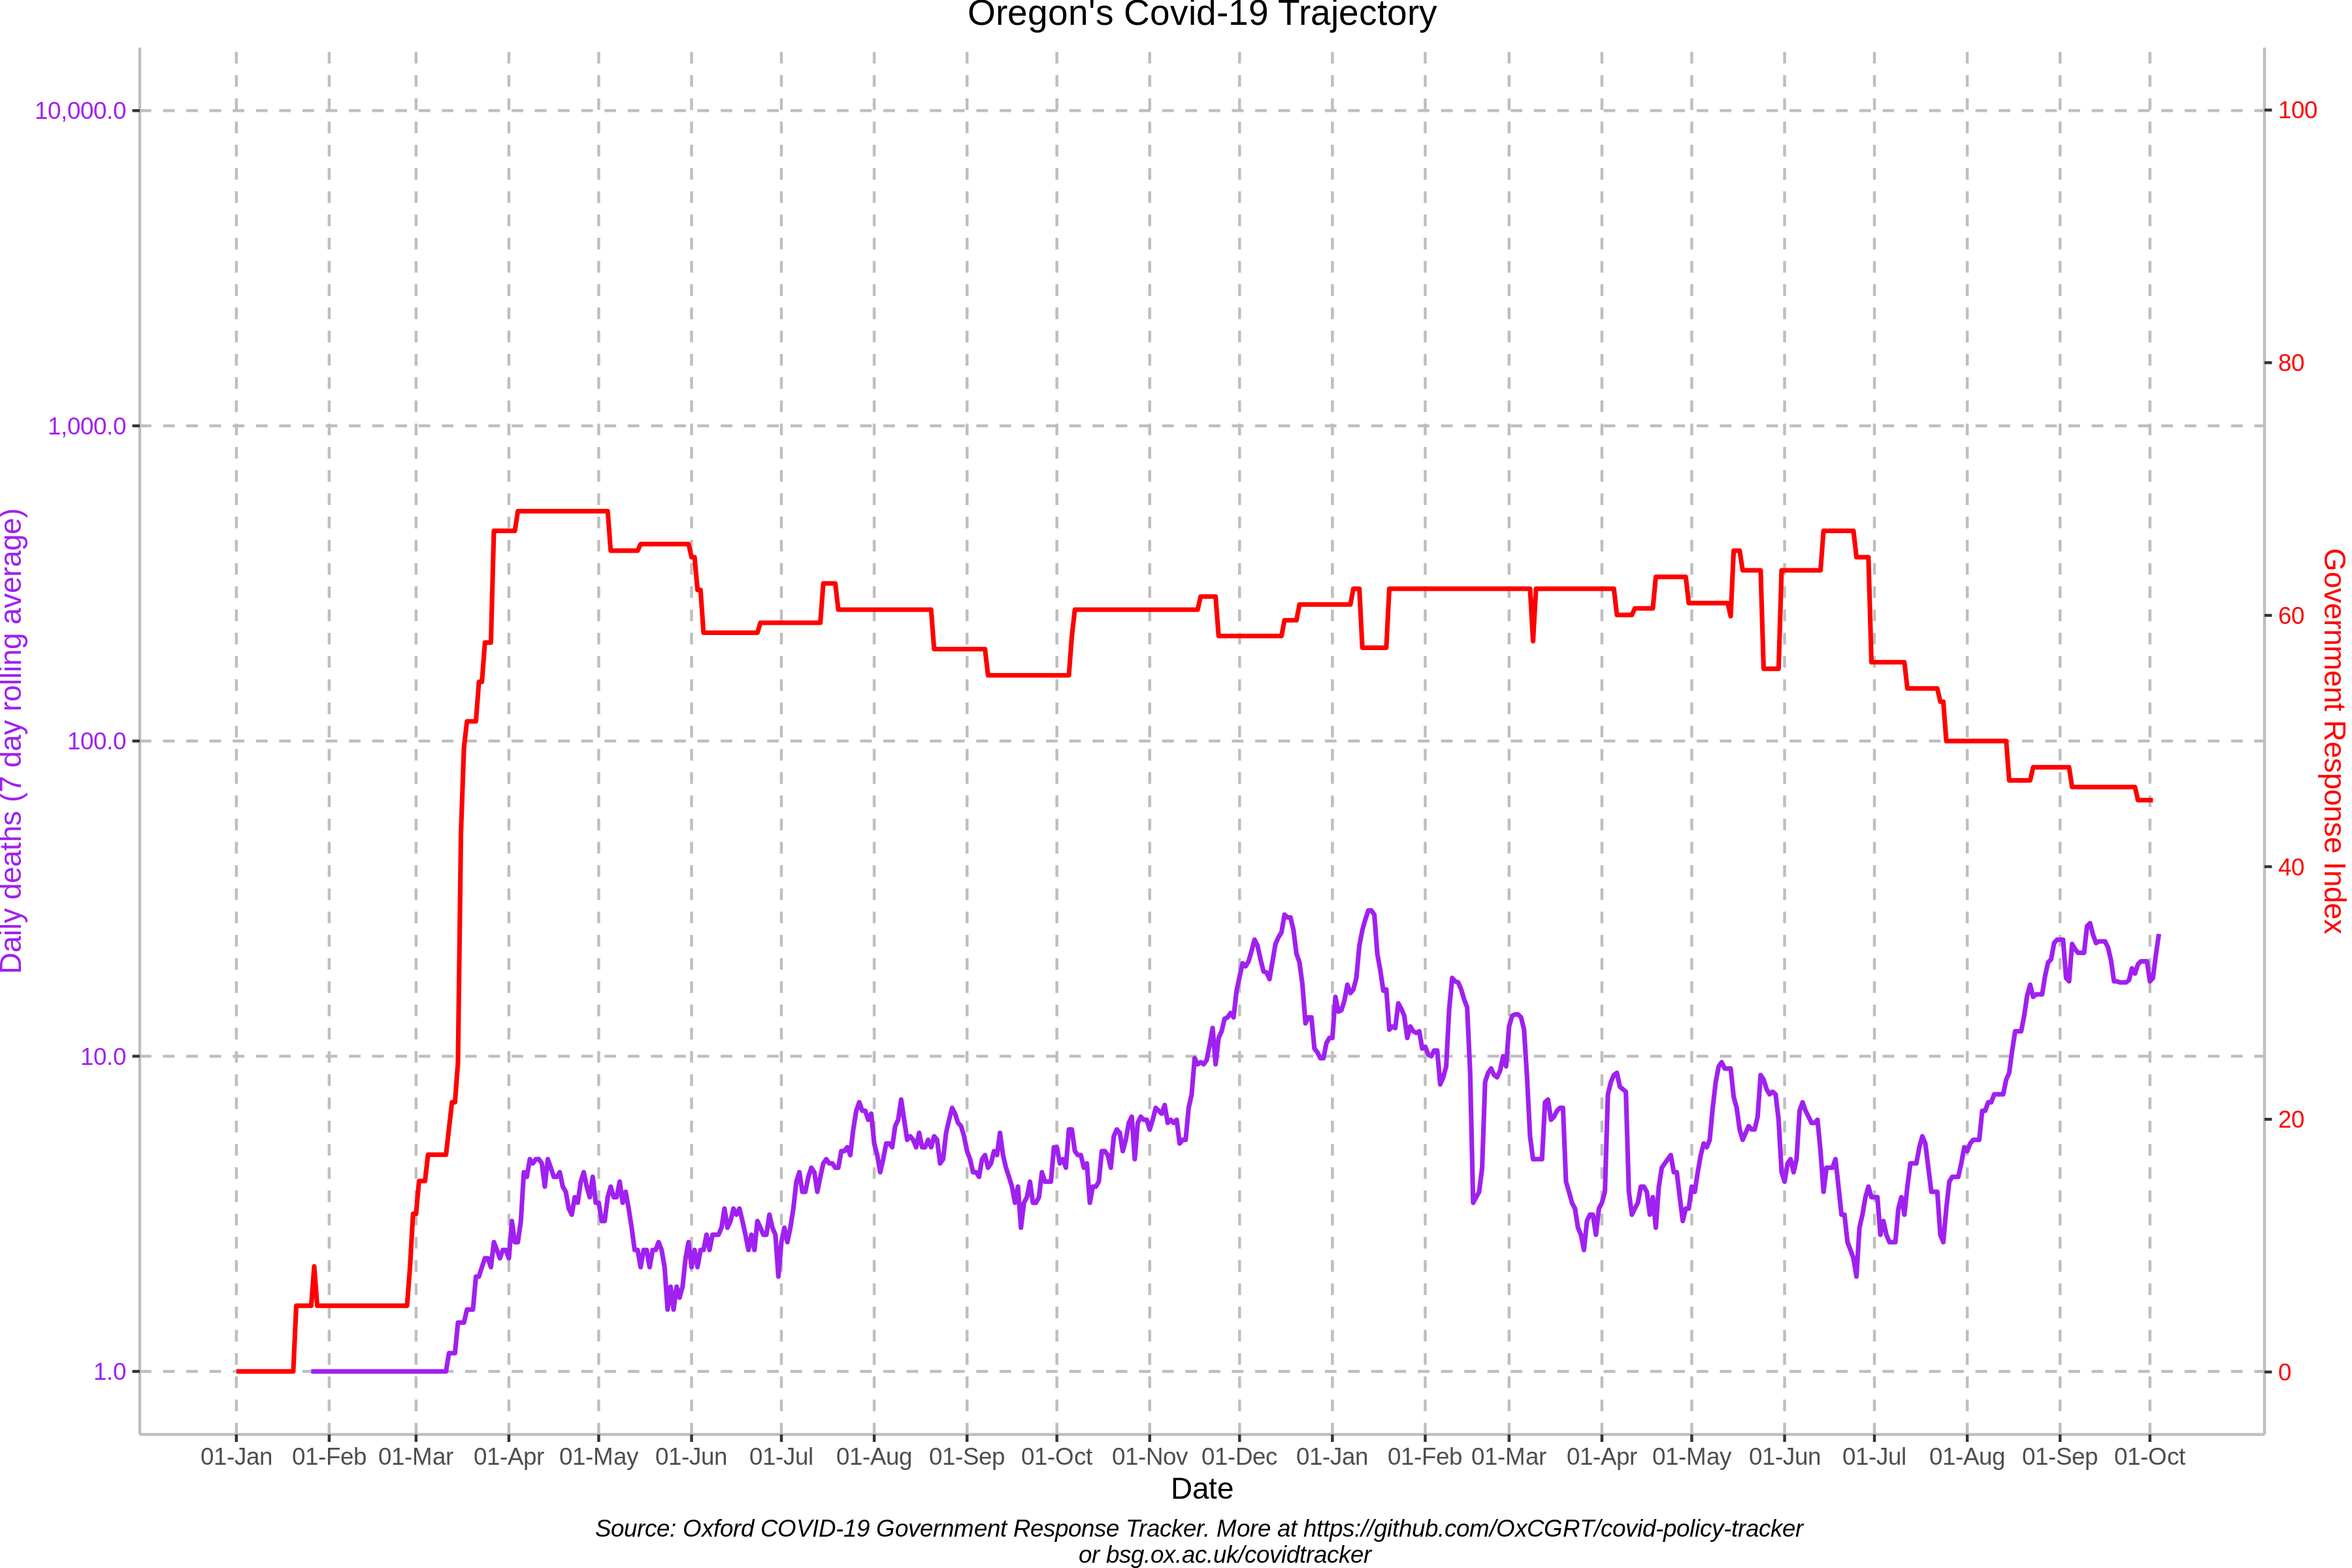 Oregon's Covid-19 Trajectory
10,000.0
1,000.0
100.0
10.0
1.0
Daily deaths (7 day rolling average)
100
80
60
40
20
0
Government Response Index
01-Jan 01-Feb 01-Mar 01-Apr 01-May 01-Jun 01-Jul 01-Aug 01-Sep 01-Oct 01-Nov 01-Dec 01-Jan 01-Feb 01-Mar 01-Apr 01-May 01-Jun 01-Jul 01-Aug 01-Sep 01-Oct
Date
Source: Oxford COVID-19 Government Response Tracker. More at https://github.com/OxCGRT/covid-policy-tracker
or bsg.ox.ac.uk/covidtracker